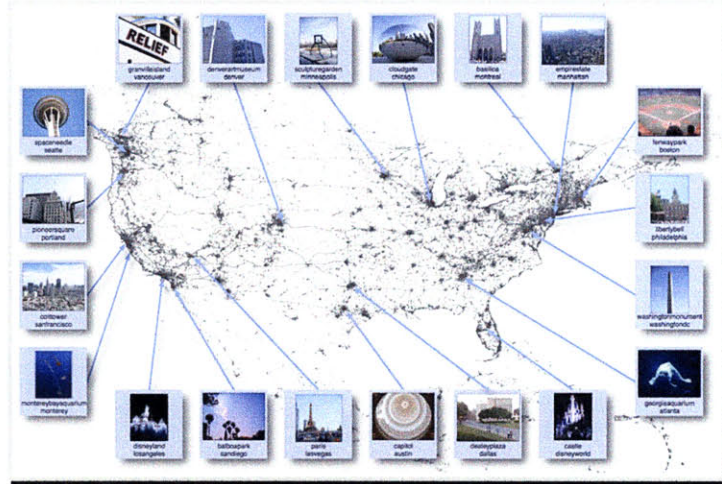 RELIEF
granvilleisland
vancouver
denverartmuseum
denver
sculpturegarden
minneapolis
cloudgate
chicago
basilica
montreal
empirestate
manhattan
spaceneedle
seattle
fenwaypark
boston
pioneersquare
portland
libertybell
philadelphia
coittower
sanfrancisco
washingtonmonument
washingtondc
montereybayaquarium
monterey
georgiaaquarium
atlanta
disneyland
losangeles
balboapark
sandiego
paris
lasvegas
capitol
austin
dealeyplaza
dallas
castle
disneyworld